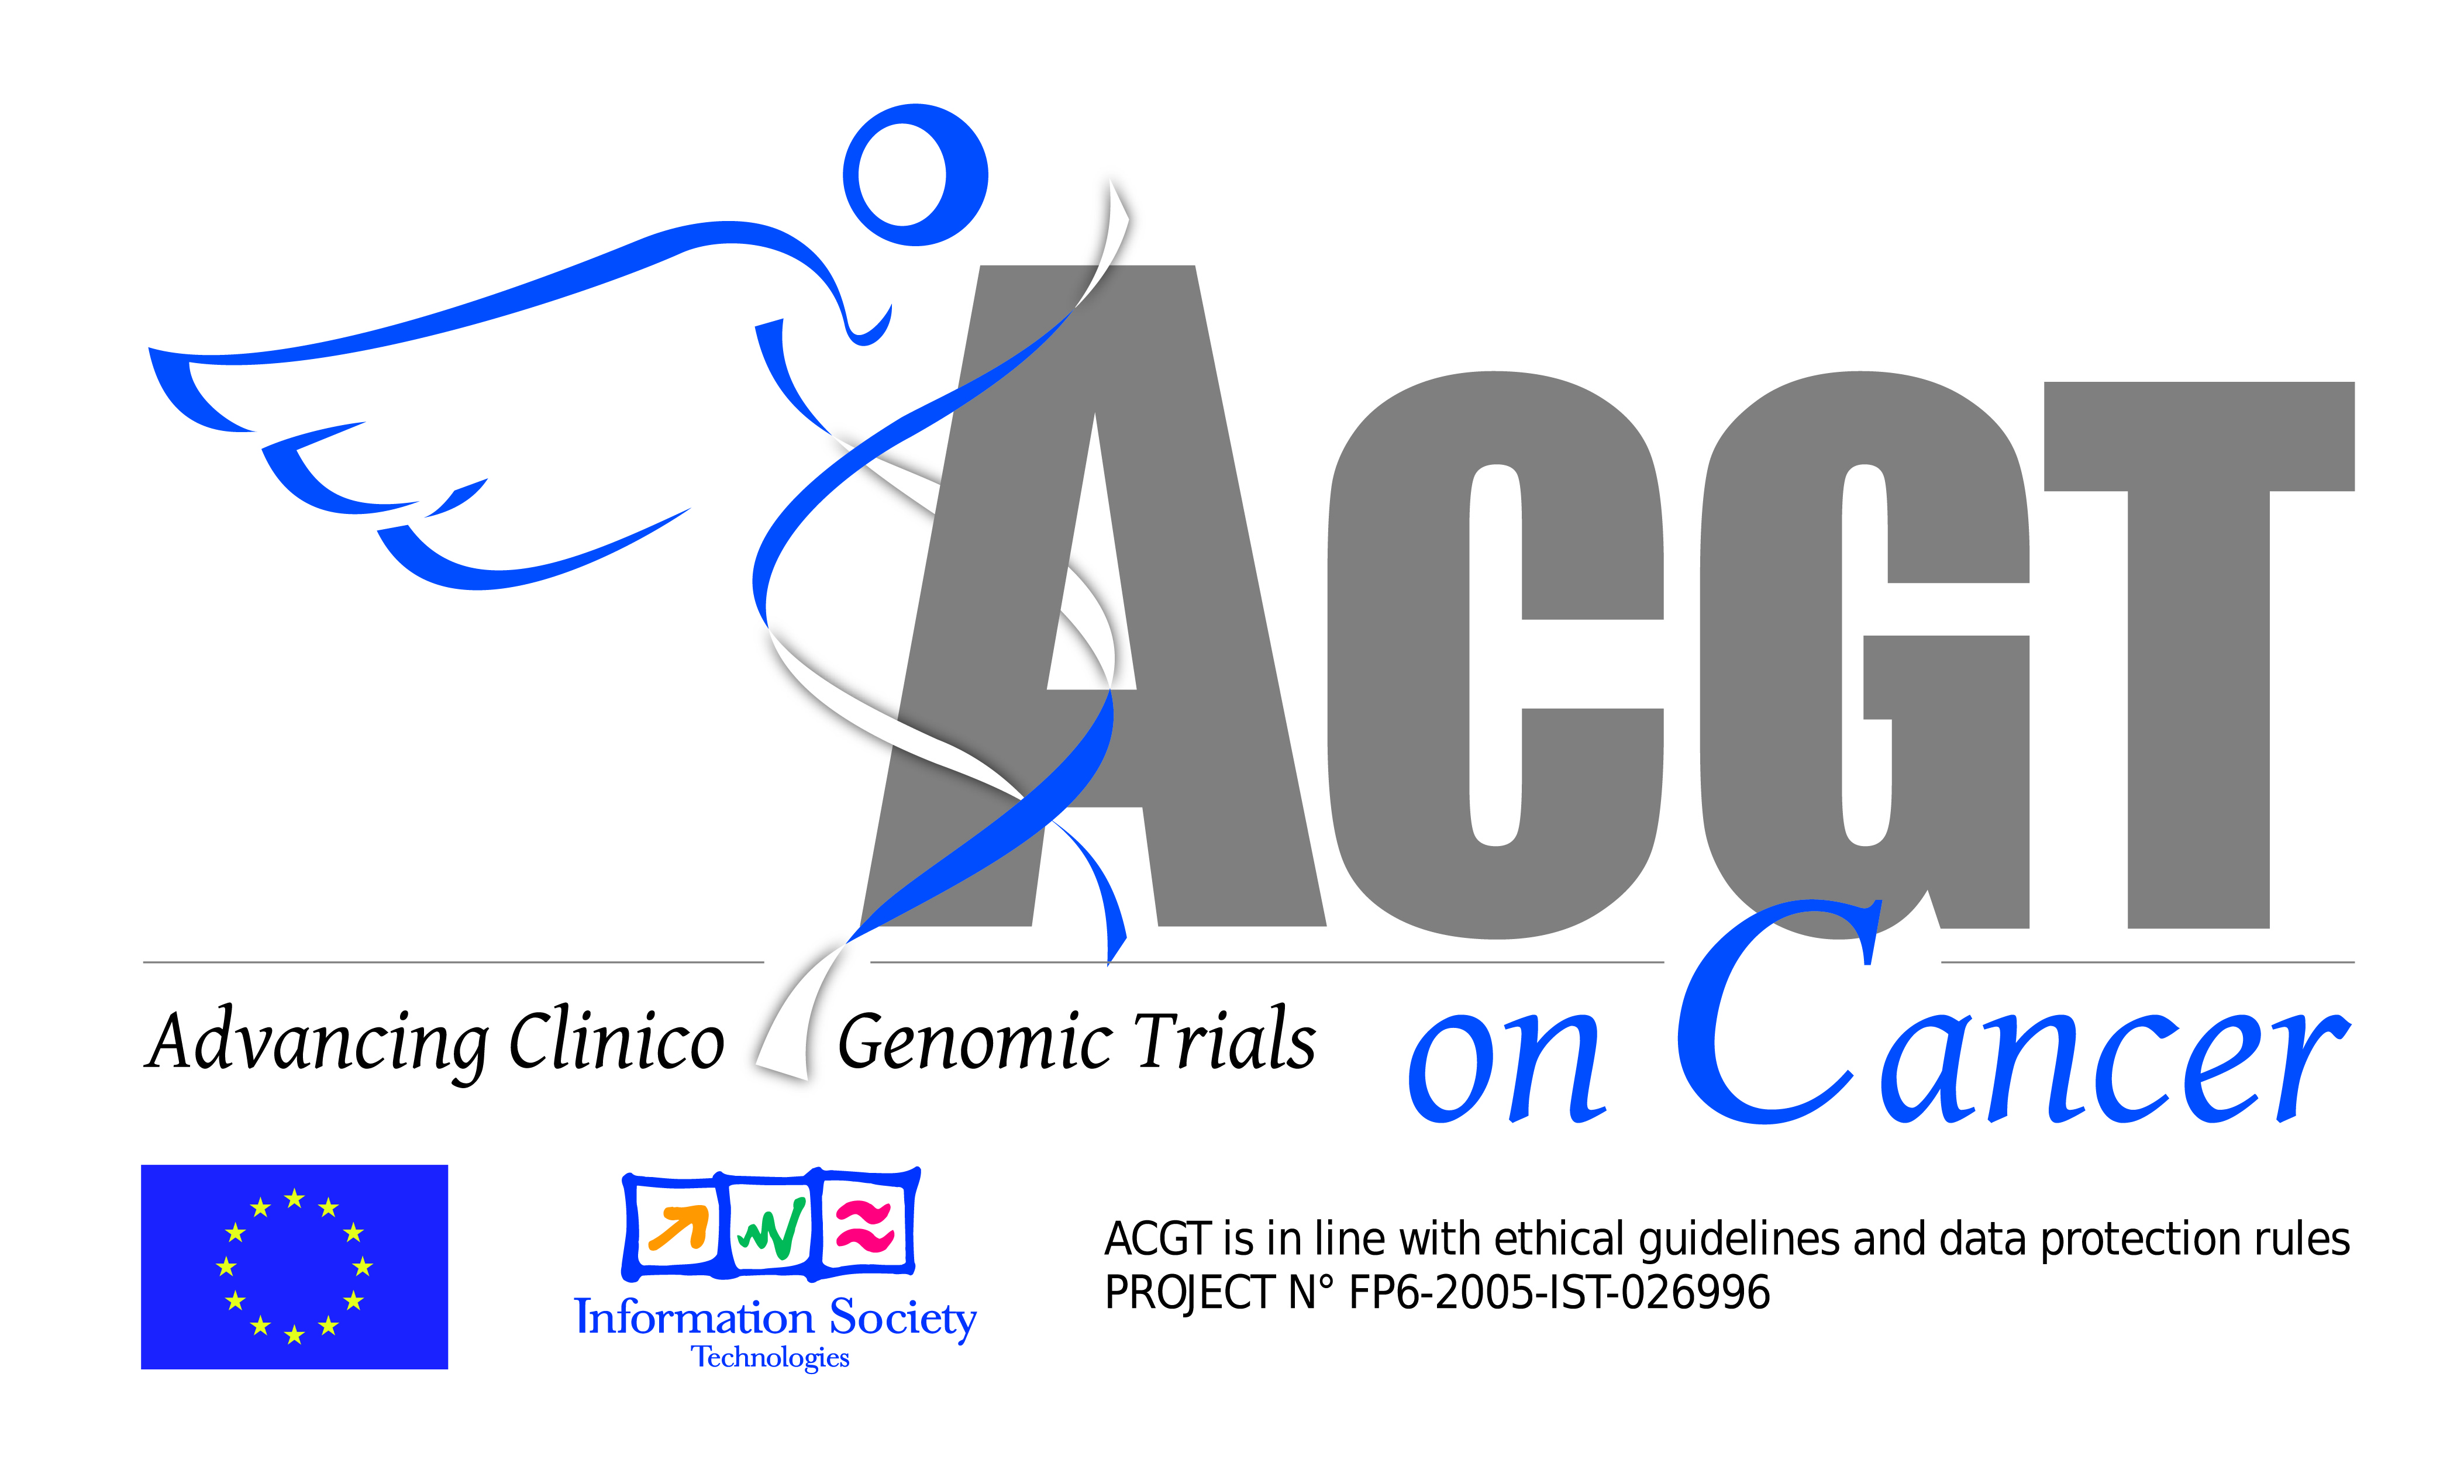 ACGT
Advancing Clinico Genomic Trials on Cancer
Information Society
Technologies
ACGT is in line with ethical guidelines and data protection rules
PROJECT N° FP6-2005-IST-026996